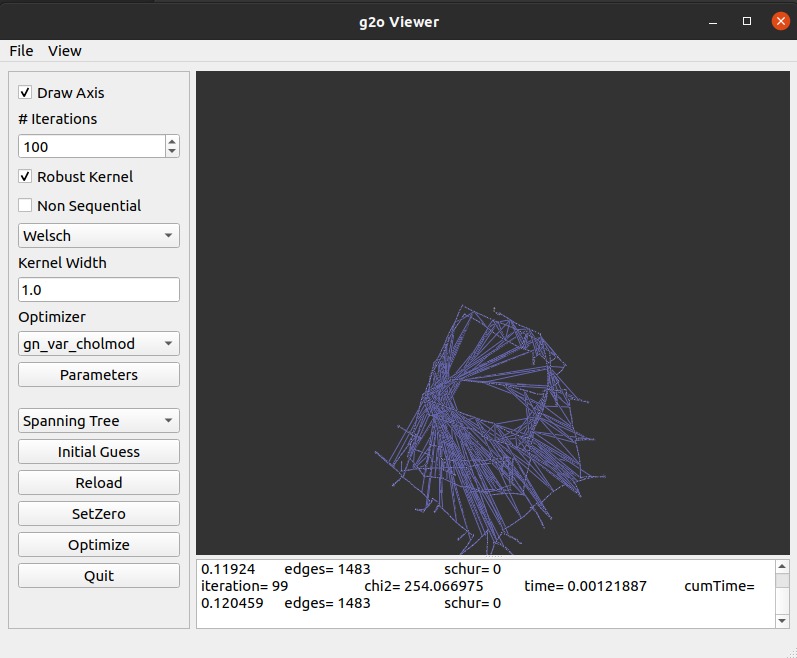 g2o Viewer
File View
Draw Axis
# Iterations
100
Robust Kernel
Non Sequential
Welsch
Kernel Width
1.0
Optimizer
gn_var_cholmod
Parameters
Spanning Tree
Initial Guess
Reload
SetZero
Optimize
Quit
0.11924 edges= 1483 schur= 0
iteration= 99 chi2= 254.066975 time= 0.00121887 cumTime=
0.120459 edges= 1483 schur= 0